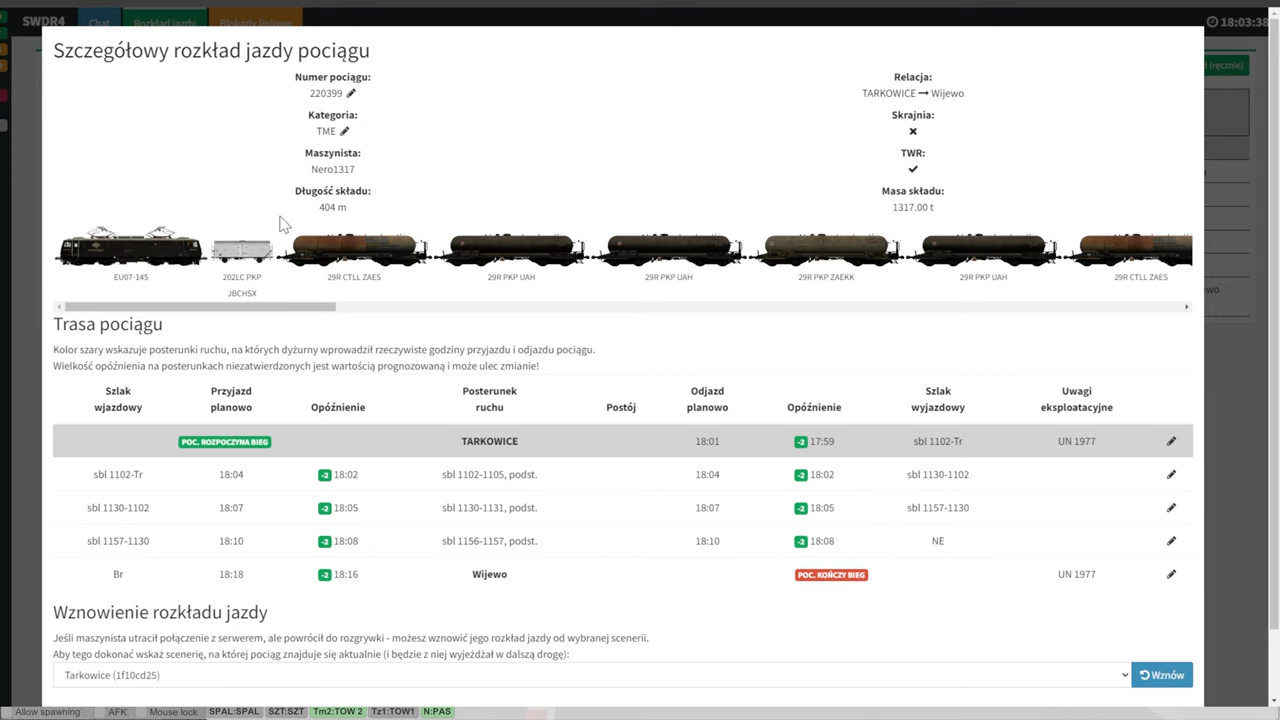 SWDR4 Chat Rozkład jazdy Blokady liniowe 18:03:38
Szczegółowy rozkład jazdy pociągu
(ręcznie)
Numer pociągu: Relacja:
220399 TARKOWICE → Wijewo
Kategoria: Skrajnia:
TME
Maszynista: TWR:
Nero1317
Długość składu: Masa składu:
404 m 1317.00 t
EU07-145 202LC PKP 29R CTLL ZAES 29R PKP UAH 29R PKP UAH 29R PKP ZAEKK 29R PKP UAH 29R CTLL ZAES
JBCHSX
Trasa pociągu
Kolor szary wskazuje posterunki ruchu, na których dyżurny wprowadził rzeczywiste godziny przyjazdu i odjazdu pociągu.
Wielkość opóźnienia na posterunkach niezatwierdzonych jest wartością prognozowaną i może ulec zmianie!
Szlak Przyjazd Posterunek Odjazd Szlak Uwagi
wjazdowy planowo Opóźnienie ruchu Postój planowo Opóźnienie wyjazdowy eksploatacyjne
POC. ROZPOCZYNA BIEG TARKOWICE 18:01 -2 17:59 sbl 1102-Tr UN 1977
sbl 1102-Tr 18:04 -2 18:02 sbl 1102-1105, podst. 18:04 -2 18:02 sbl 1130-1102
sbl 1130-1102 18:07 -2 18:05 sbl 1130-1131, podst. 18:07 -2 18:05 sbl 1157-1130
sbl 1157-1130 18:10 -2 18:08 sbl 1156-1157, podst. 18:10 -2 18:08 NE
Br 18:18 -2 18:16 Wijewo POC. KOŃCZY BIEG UN 1977
Wznowienie rozkładu jazdy
Jeśli maszynista utracił połączenie z serwerem, ale powrócił do rozgrywki - możesz wznowić jego rozkład jazdy od wybranej scenerii.
Aby tego dokonać wskaż scenerię, na której pociąg znajduje się aktualnie (i będzie z niej wyjeżdżał w dalszą drogę):
Tarkowice (1f10cd25) Wznów
Allow spawning AFK Mouse lock SPAL:SPAL SZT:SZT Tm2:TOW 2 Tz1:TOW1 N:PAS